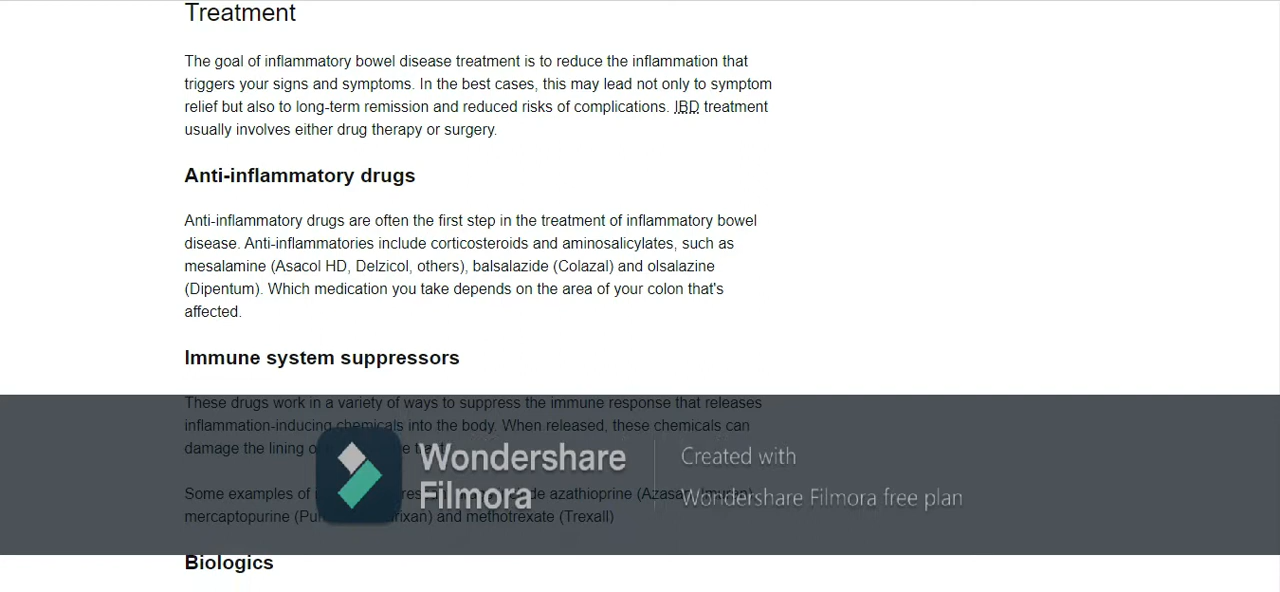 Treatment
The goal of inflammatory bowel disease treatment is to reduce the inflammation that
triggers your signs and symptoms. In the best cases, this may lead not only to symptom
relief but also to long-term remission and reduced risks of complications. IBD treatment
usually involves either drug therapy or surgery.
Anti-inflammatory drugs
Anti-inflammatory drugs are often the first step in the treatment of inflammatory bowel
disease. Anti-inflammatories include corticosteroids and aminosalicylates, such as
mesalamine (Asacol HD, Delzicol, others), balsalazide (Colazal) and olsalazine
(Dipentum). Which medication you take depends on the area of your colon that's
affected.
Immune system suppressors
These drugs work in a variety of ways to suppress the immune response that releases
inflammation-inducing chemicals into the body. When released, these chemicals can
damage the lining
Some examples of azathioprine
mercaptopurine and methotrexate (Trexall)
Wondershare
Filmora
Created with
Wondershare Filmora free plan
Biologics